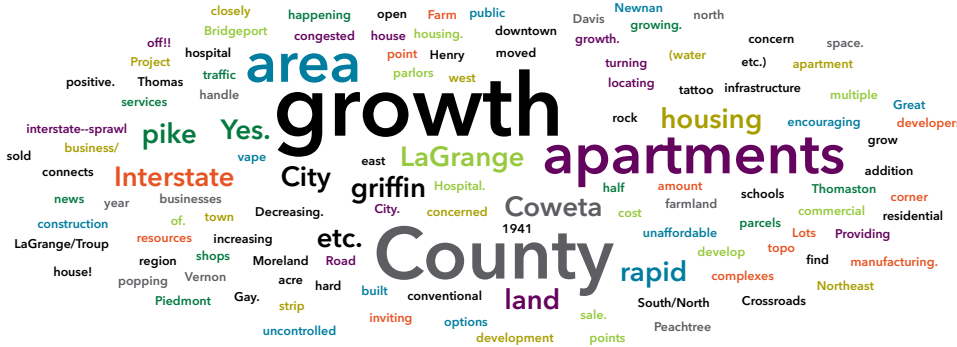 closely happening open Farm public Newnan north
Bridgeport congested house housing. downtown Davis growing.
off!! hospital point Henry moved growth. concern space.
Project traffic area parlors west turning (water etc.) apartment
positive. Thomas handle growth locating tattoo infrastructure multiple
services rock housing encouraging Great
interstate--sprawl pike Yes. developers
business/ vape east LaGrange apartments grow
sold connects Interstate City griffin Hospital. half amount schools Thomaston addition
news year businesses City. concerned Coweta cost farmland corner
construction of. town Decreasing. 1941 parcels commercial residential
LaGrange/Troup resources increasing etc. County unaffordable Lots Providing
region shops Moreland Road develop topo find manufacturing.
house! popping Vernon acre hard rapid complexes Northeast
Piedmont Gay. strip built conventional land South/North Crossroads
uncontrolled inviting options sale. Peachtree
development points